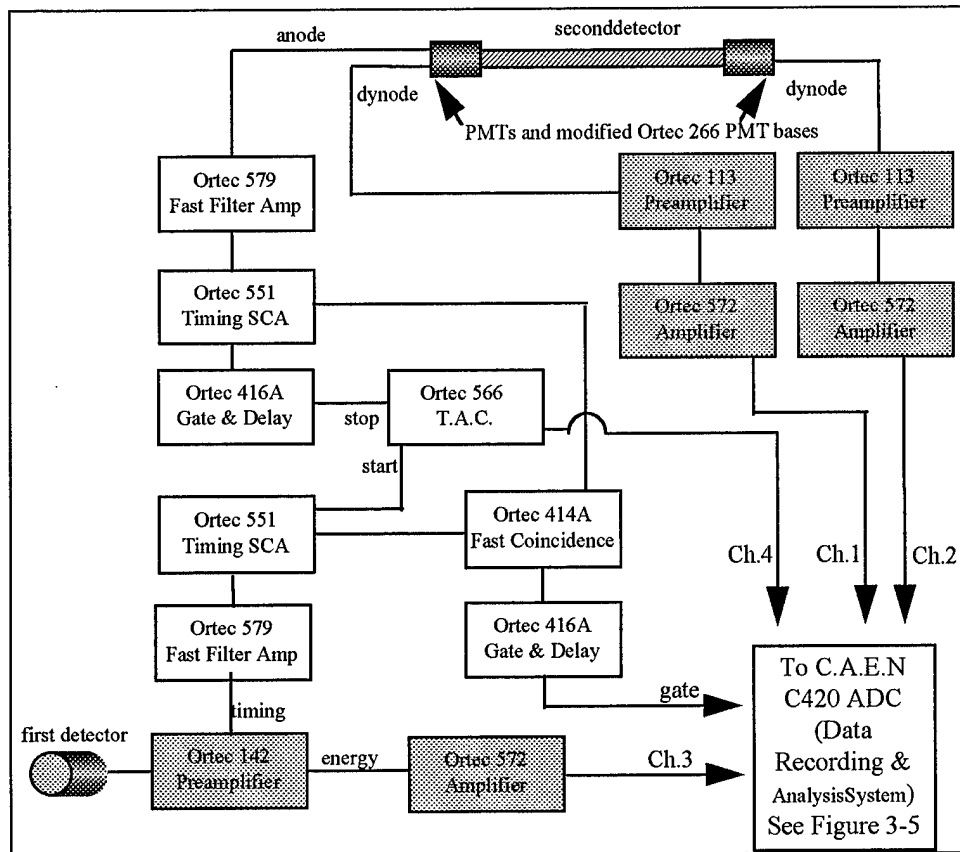 anode
seconddetector
dynode
dynode
PMTs and modified Ortec 266 PMT bases
Ortec 579
Fast Filter Amp
Ortec 113
Preamplifier
Ortec 113
Preamplifier
Ortec 551
Timing SCA
Ortec 572
Amplifier
Ortec 572
Amplifier
Ortec 416A
Gate & Delay
stop
Ortec 566
T.A.C.
start
Ortec 551
Timing SCA
Ortec 414A
Fast Coincidence
Ch.4
Ch.1
Ch.2
Ortec 579
Fast Filter Amp
Ortec 416A
Gate & Delay
timing
gate
first detector
Ortec 142
Preamplifier
energy
Ortec 572
Amplifier
Ch.3
To C.A.E.N
C420 ADC
(Data
Recording &
AnalysisSystem)
See Figure 3-5